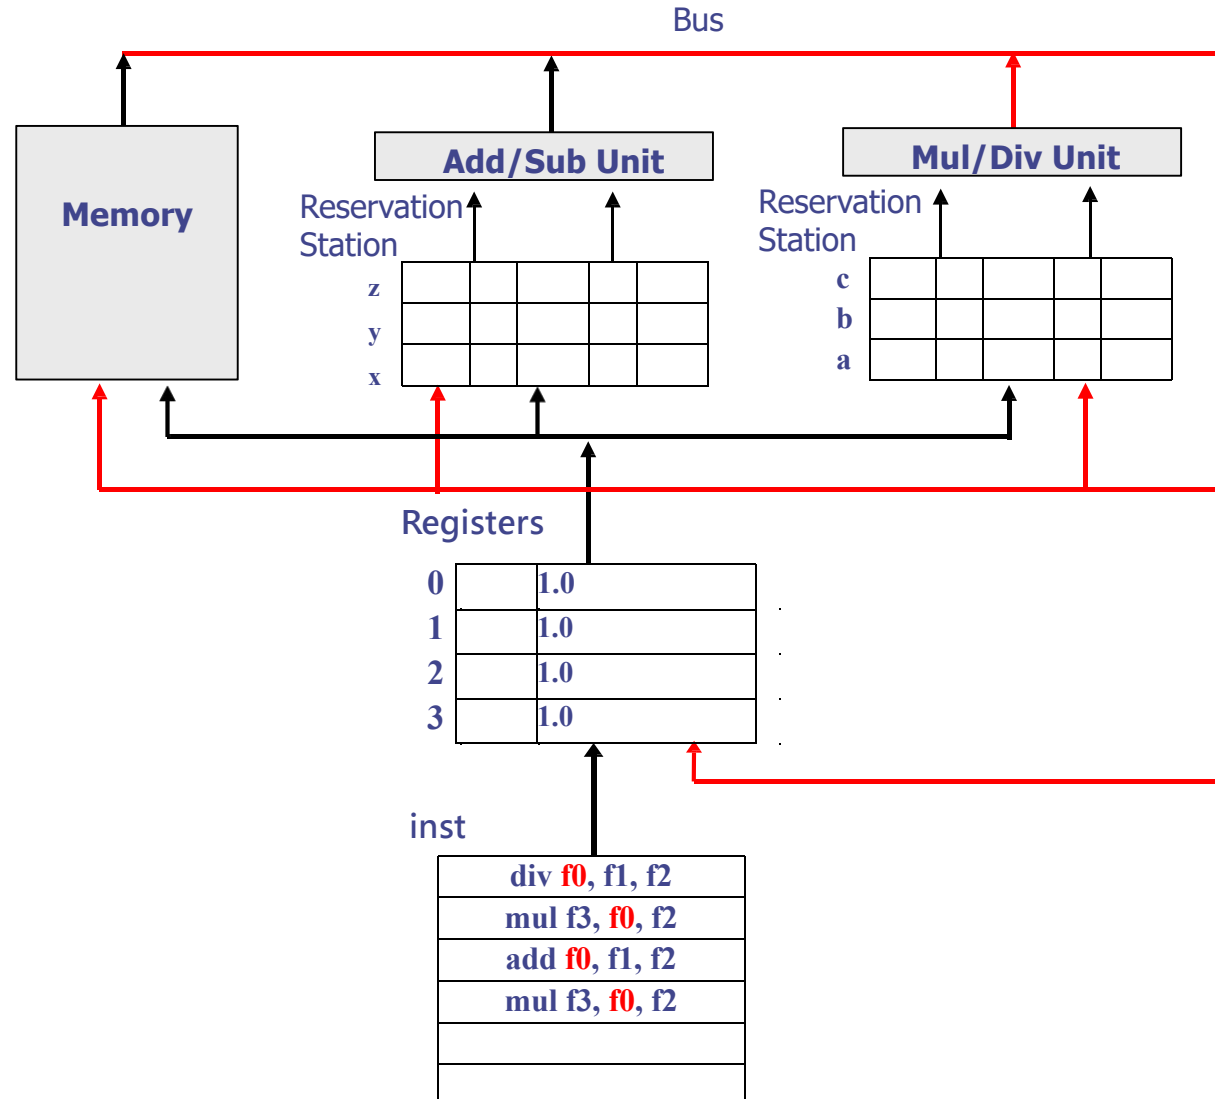 Bus
Memory
Add/Sub Unit
Mul/Div Unit
Reservation
Station
z
y
x
Reservation
Station
c
b
a
Registers
0 1.0
1 1.0
2 1.0
3 1.0
inst
div f0, f1, f2
mul f3, f0, f2
add f0, f1, f2
mul f3, f0, f2